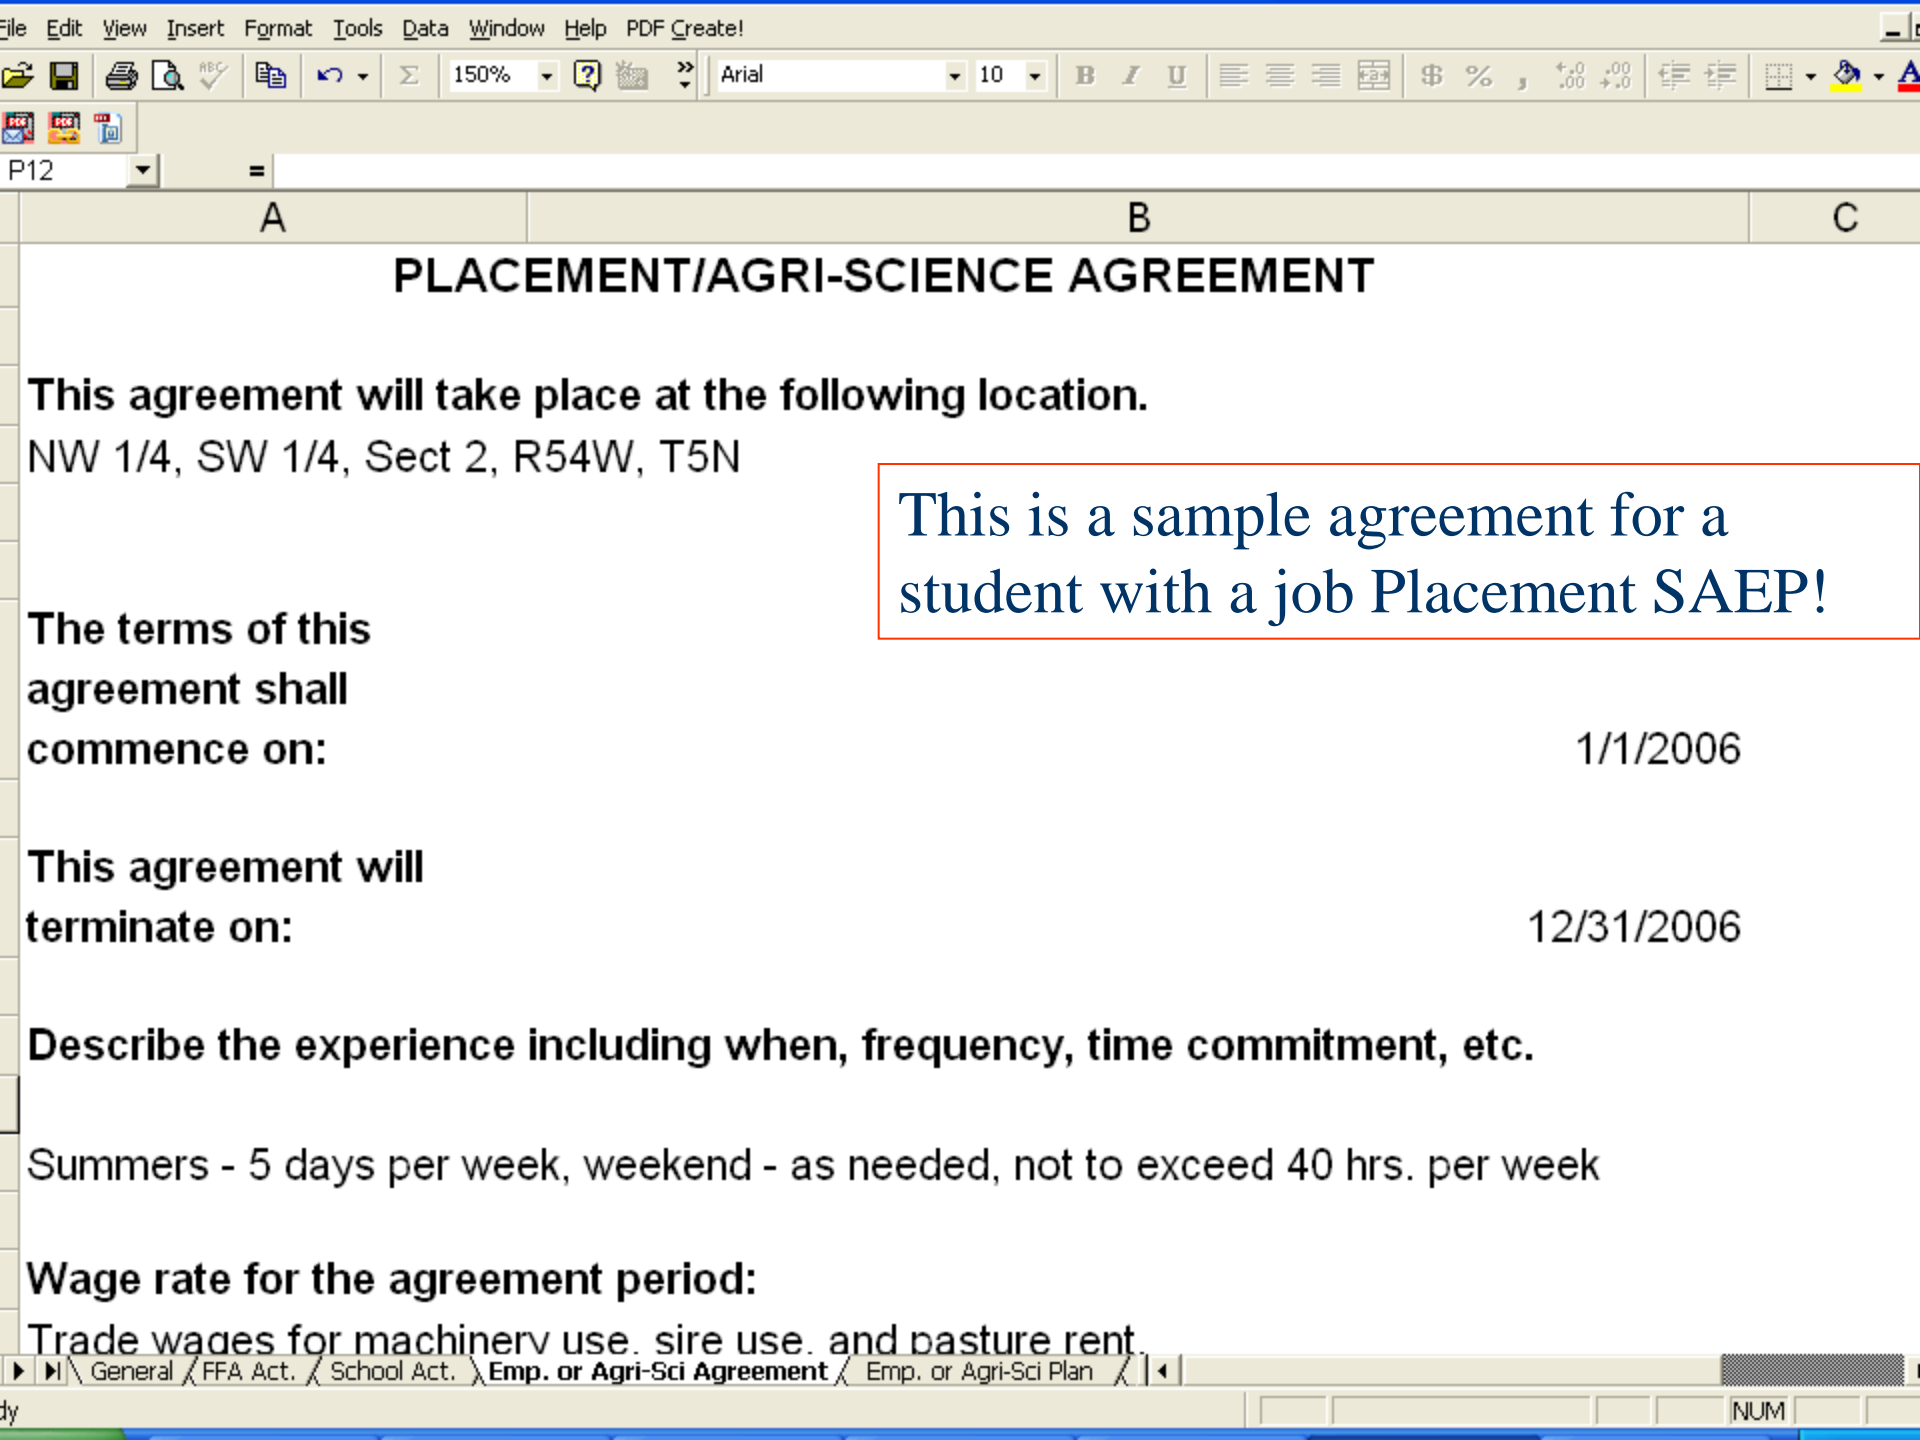 File Edit View Insert Format Tools Data Window Help PDF Create!
150% Arial 10 B I U $ % ,
P12 =
A B C
PLACEMENT/AGRI-SCIENCE AGREEMENT
This agreement will take place at the following location.
NW 1/4, SW 1/4, Sect 2, R54W, T5N
This is a sample agreement for a
student with a job Placement SAEP!
The terms of this
agreement shall
commence on: 1/1/2006
This agreement will
terminate on: 12/31/2006
Describe the experience including when, frequency, time commitment, etc.
Summers - 5 days per week, weekend - as needed, not to exceed 40 hrs. per week
Wage rate for the agreement period:
Trade wages for machinery use, sire use, and pasture rent.
General FFA Act. School Act. Emp. or Agri-Sci Agreement Emp. or Agri-Sci Plan
NUM